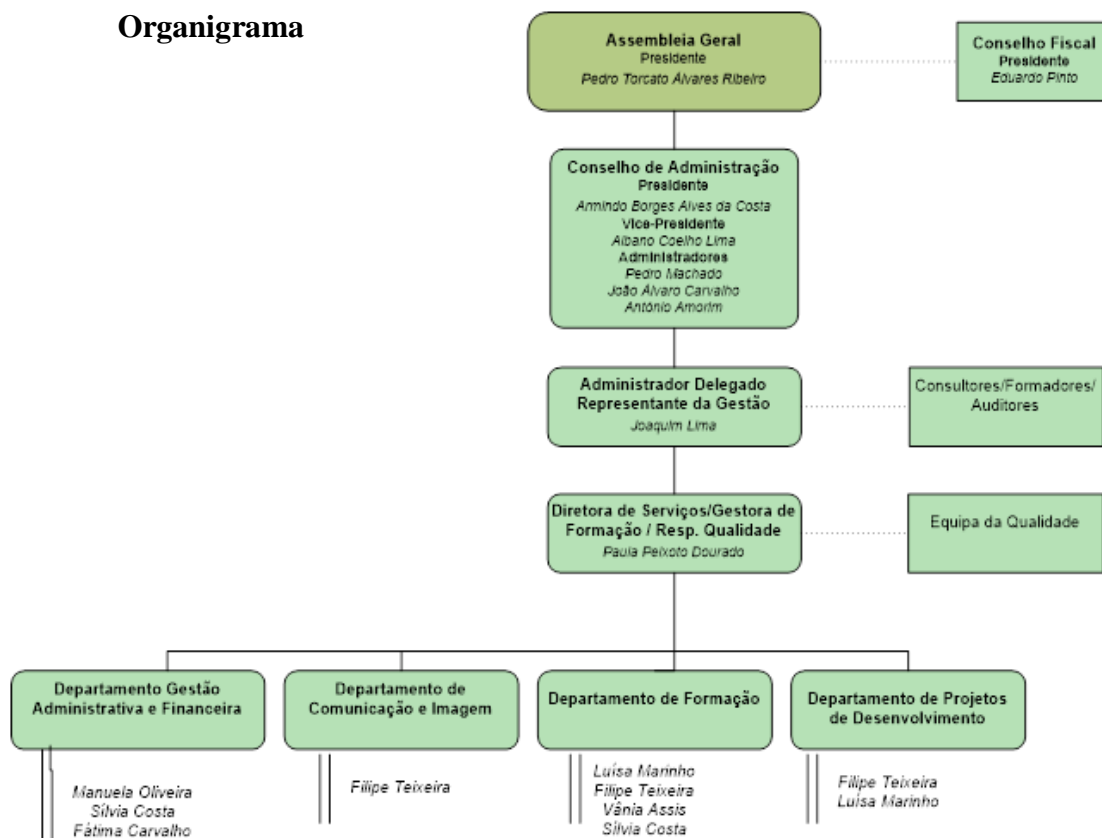 Organigrama
Assembleia Geral
Presidente
Pedro Torcato Álvares Ribeiro
Conselho Fiscal
Presidente
Eduardo Pinto
Conselho de Administração
Presidente
Armindo Borges Alves da Costa
Vice-Presidente
Albano Coelho Lima
Administradores
Pedro Machado
João Álvaro Carvalho
António Amorim
Administrador Delegado
Representante da Gestão
Joaquim Lima
Consultores/Formadores/
Auditores
Diretora de Serviços/Gestora de
Formação / Resp. Qualidade
Paula Peixoto Dourado
Equipa da Qualidade
Departamento Gestão
Administrativa e Financeira
Manuela Oliveira
Sílvia Costa
Fátima Carvalho
Departamento de
Comunicação e Imagem
Filipe Teixeira
Departamento de Formação
Luísa Marinho
Filipe Teixeira
Vânia Assis
Sílvia Costa
Departamento de Projetos
de Desenvolvimento
Filipe Teixeira
Luísa Marinho